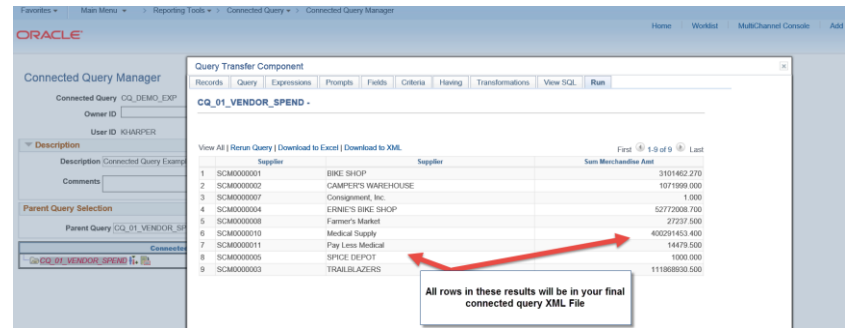 Favorites Main Menu > Reporting Tools > Connected Query > Connected Query Manager
Home Worklist MultiChannel Console Add
ORACLE
Query Transfer Component
Records Query Expressions Prompts Fields Criteria Having Transformations View SQL Run
Connected Query Manager
Connected Query CQ_DEMO_EXP
CQ_01_VENDOR_SPEND -
Owner ID
User ID KHARPER
Description
View All | Rerun Query | Download to Excel | Download to XML First 1-9 of 9 Last
Description Connected Query Examp
Supplier Supplier Sum Merchandise Amt
1 SCM0000001 BIKE SHOP 3101462.270
Comments
2 SCM0000002 CAMPER'S WAREHOUSE 1071999.000
3 SCM0000007 Consignment, Inc. 1.000
Parent Query Selection
4 SCM0000004 ERNIE'S BIKE SHOP 52772008.700
5 SCM0000008 Farmer's Market 27237.500
Parent Query CQ_01_VENDOR_SP
6 SCM0000010 Medical Supply 400291453.400
7 SCM0000011 Pay Less Medical 14479.500
Connecte
8 SCM0000005 SPICE DEPOT 1000.000
CQ_01_VENDOR_SPEND
9 SCM0000003 TRAILBLAZERS 111868930.500
All rows in these results will be in your final
connected query XML File